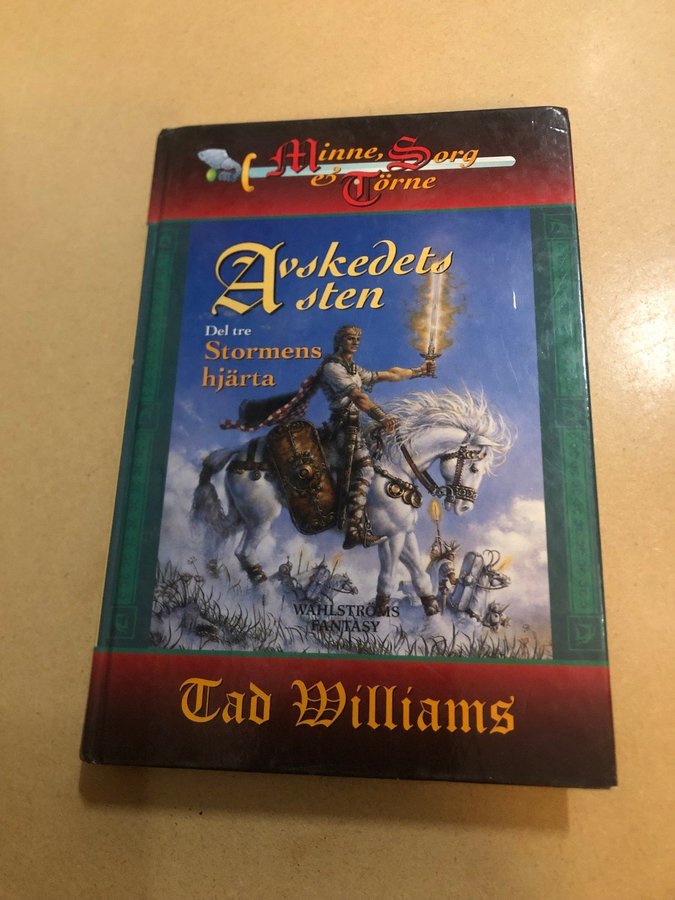 Minne, Sorg
& Törne
Avskedets
sten
Del tre
Stormens
hjärta
WAHLSTRÖMS
FANTASY
Tad Williams